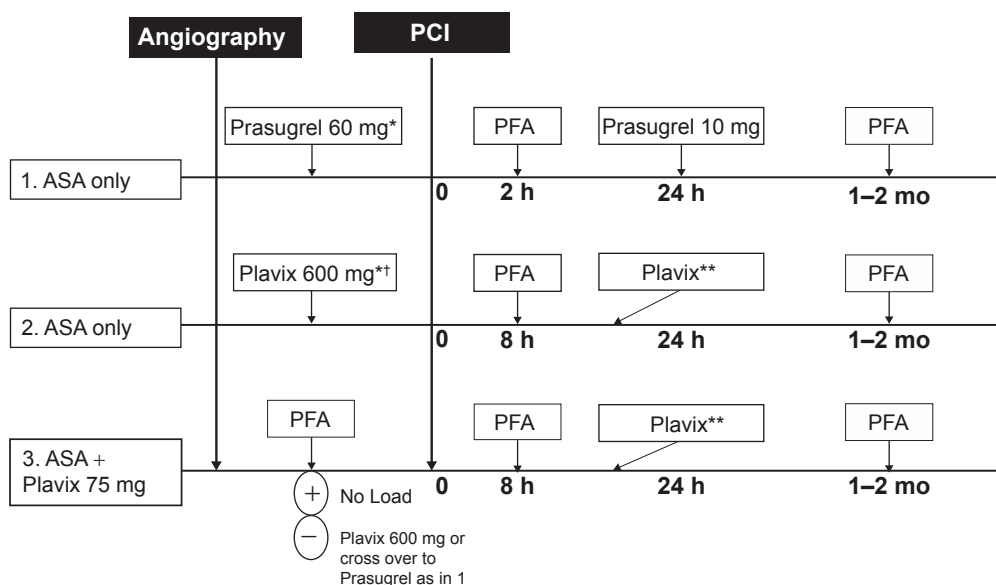 Angiography
PCI
Prasugrel 60 mg*
PFA
Prasugrel 10 mg
PFA
1. ASA only
0
2 h
24 h
1–2 mo
Plavix 600 mg*†
PFA
Plavix**
PFA
2. ASA only
0
8 h
24 h
1–2 mo
PFA
PFA
Plavix**
PFA
3. ASA +
Plavix 75 mg
0
8 h
24 h
1–2 mo
+
No Load
−
Plavix 600 mg or
cross over to
Prasugrel as in 1